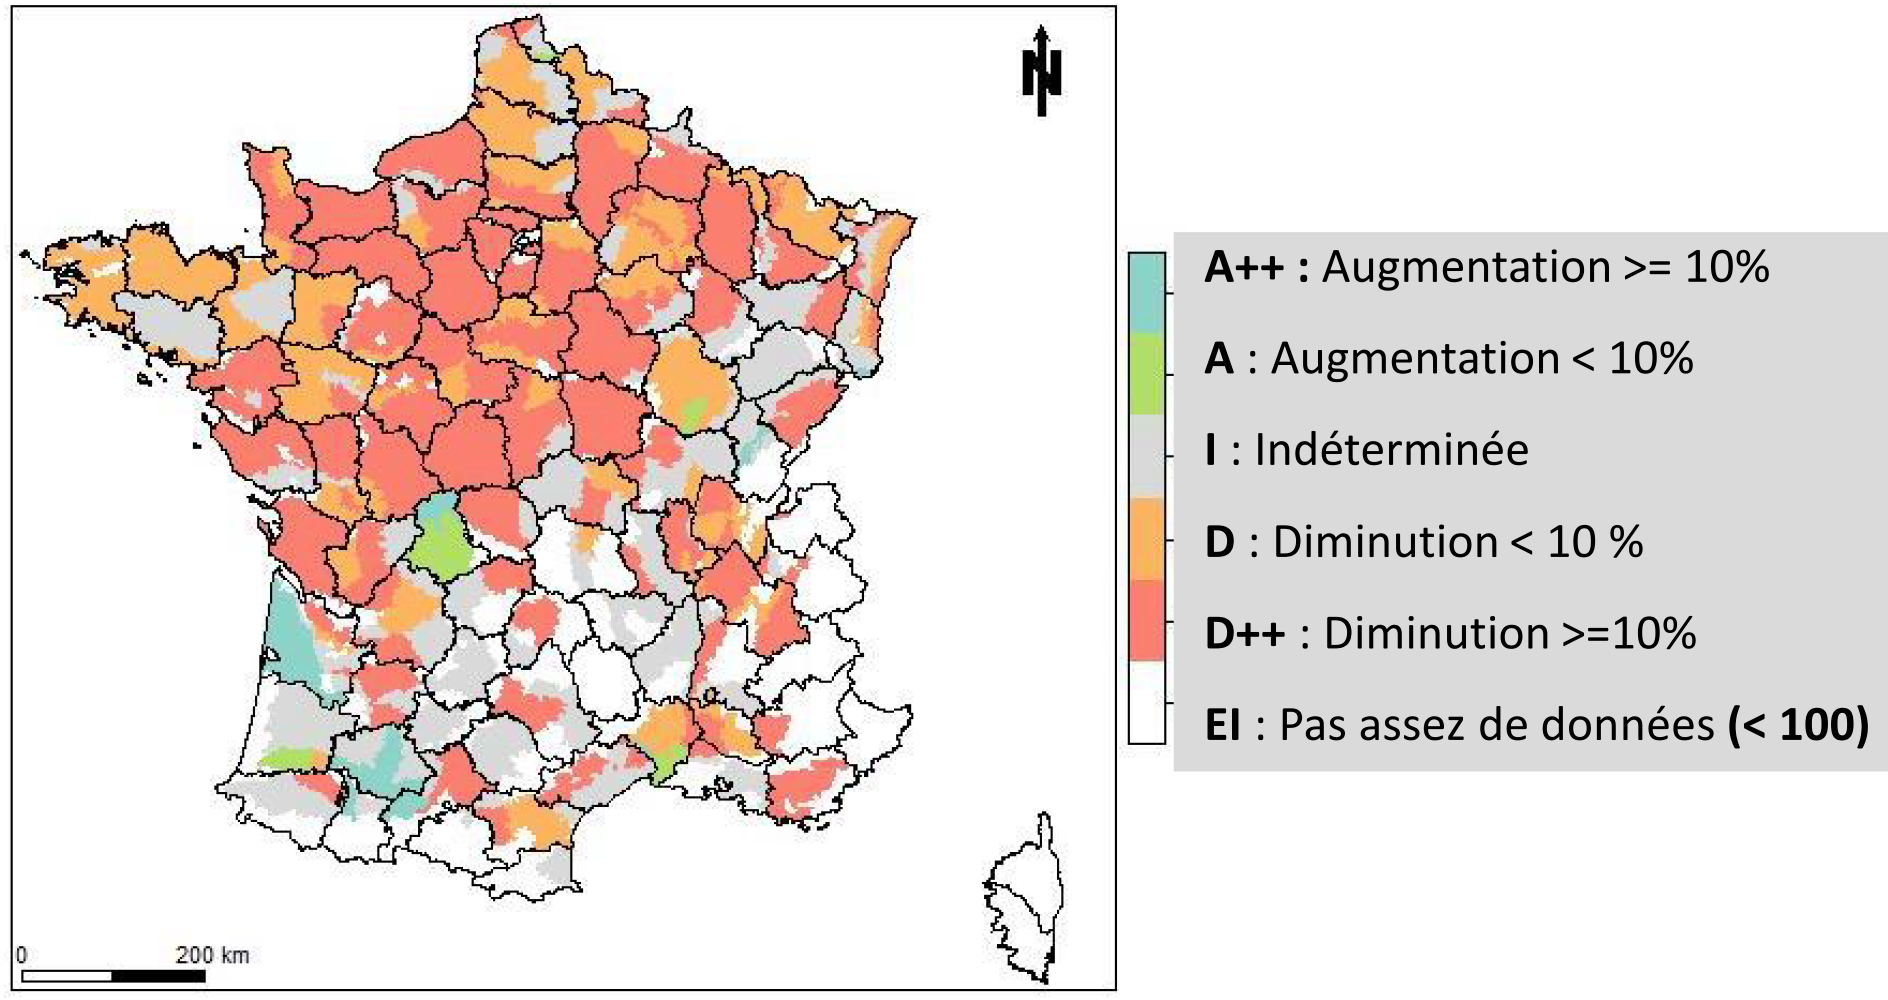 N
A++ : Augmentation >= 10%
A : Augmentation < 10%
I : Indéterminée
D : Diminution < 10 %
D++ : Diminution >=10%
EI : Pas assez de données (< 100)
0 200 km